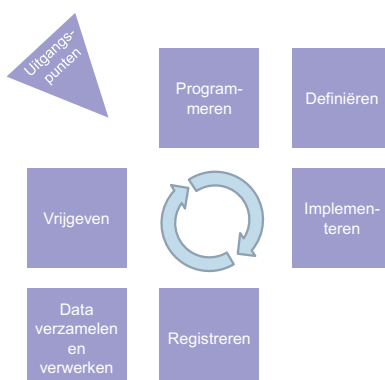 Uitgangs-
punten
Program-
meren
Definiëren
Vrijgeven
Implemen-
teren
Data
verzamelen
en
verwerken
Registreren